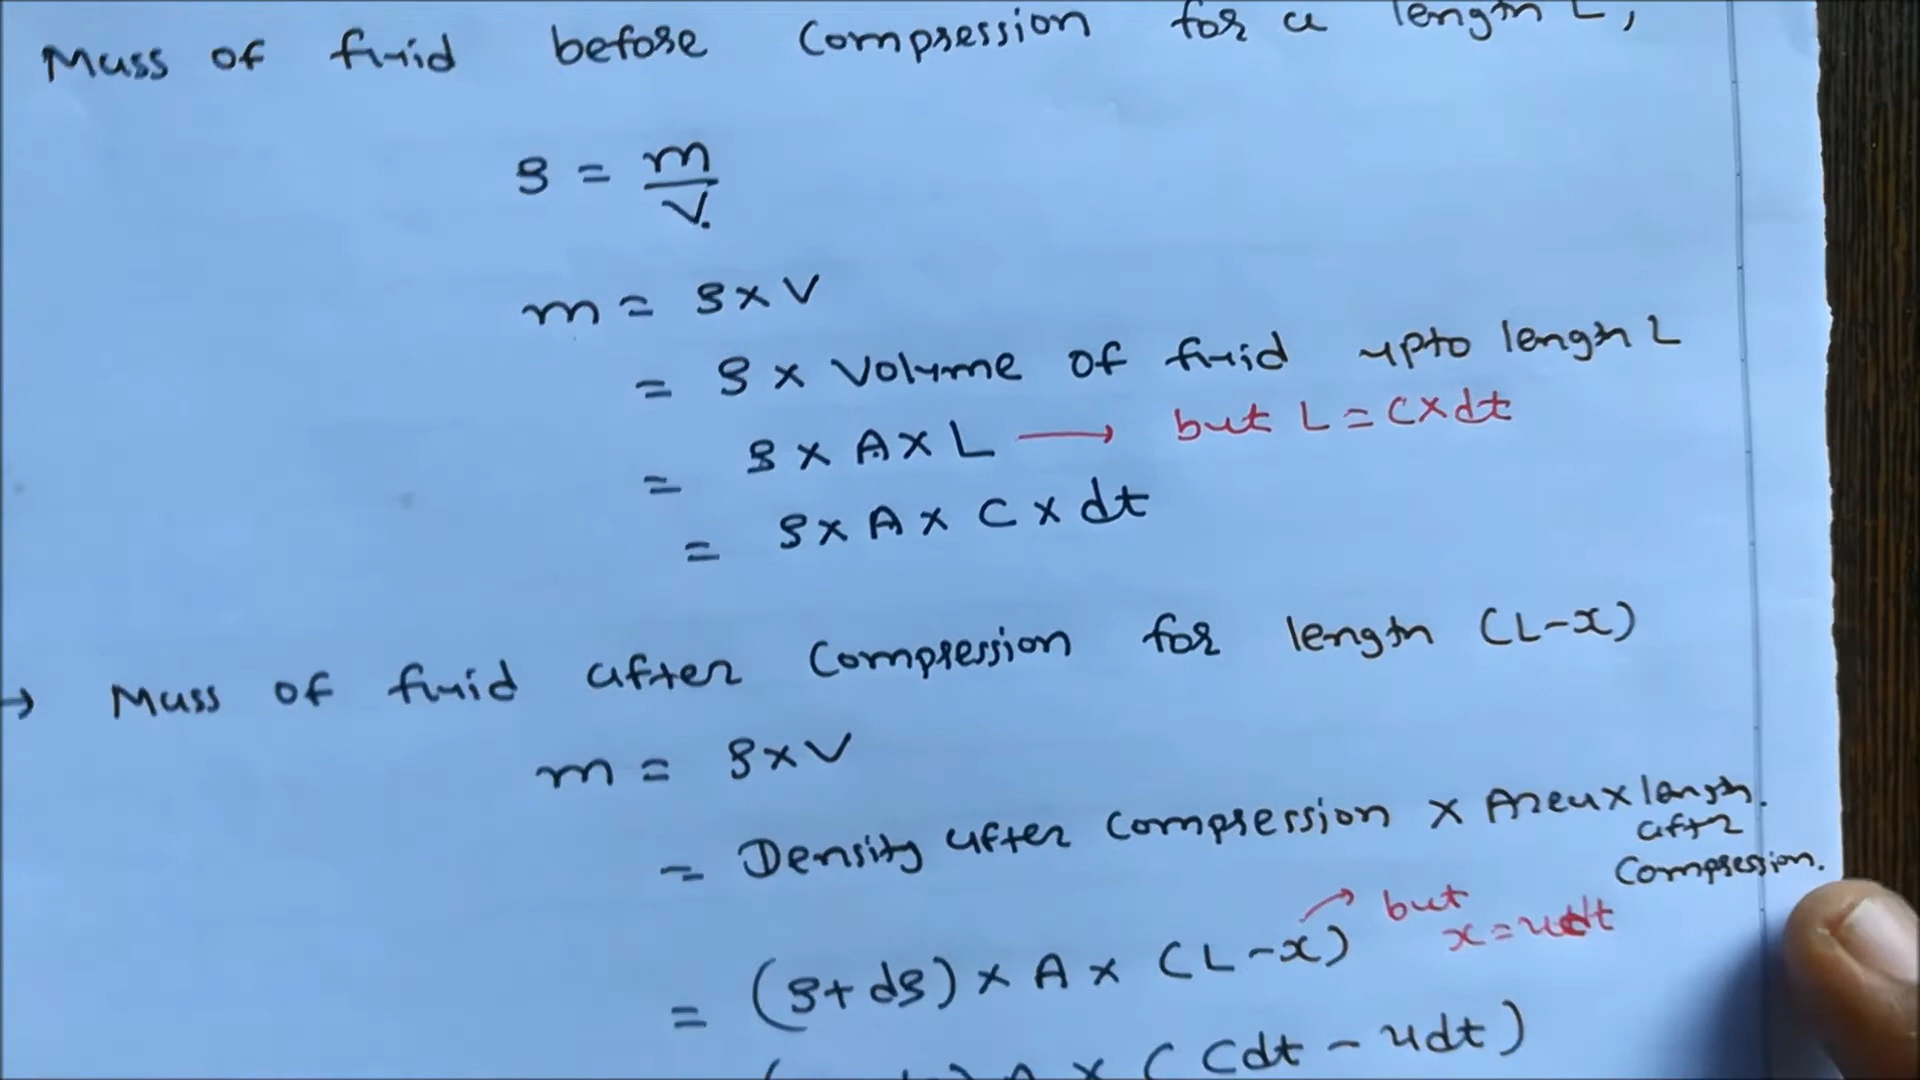 Mass of fluid before Compression for a length L,
ρ = m/V.
m = ρ × V
= ρ × Volume of fluid upto length L
= ρ × A × L → but L = C × dt
= ρ × A × C × dt
→ Mass of fluid after Compression for length (L-x)
m = ρ × V
= Density after Compression × Area × length.
after
Compression.
= (ρ + dρ) × A × (L - x) → but
x = udt
A × (Cdt - udt)